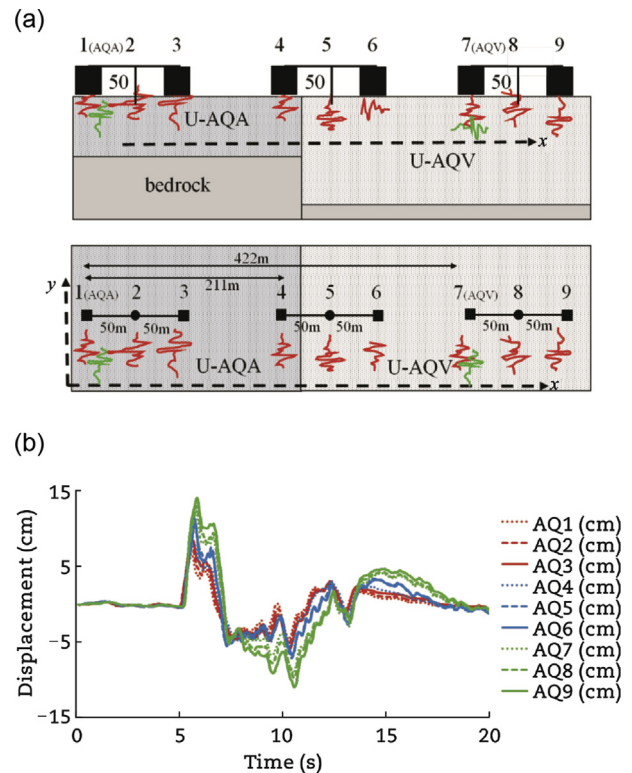 (a)
1(AQA) 2 3 4 5 6 7(AQV) 8 9
50 50 50
U-AQA
U-AQV
x
bedrock
422m
y
211m
1(AQA) 2 3 4 5 6 7(AQV) 8 9
50m 50m 50m 50m 50m 50m
U-AQA U-AQV
x
(b)
Displacement (cm)
15
5
−5
−15
0 5 10 15 20
Time (s)
AQ1 (cm)
AQ2 (cm)
AQ3 (cm)
AQ4 (cm)
AQ5 (cm)
AQ6 (cm)
AQ7 (cm)
AQ8 (cm)
AQ9 (cm)